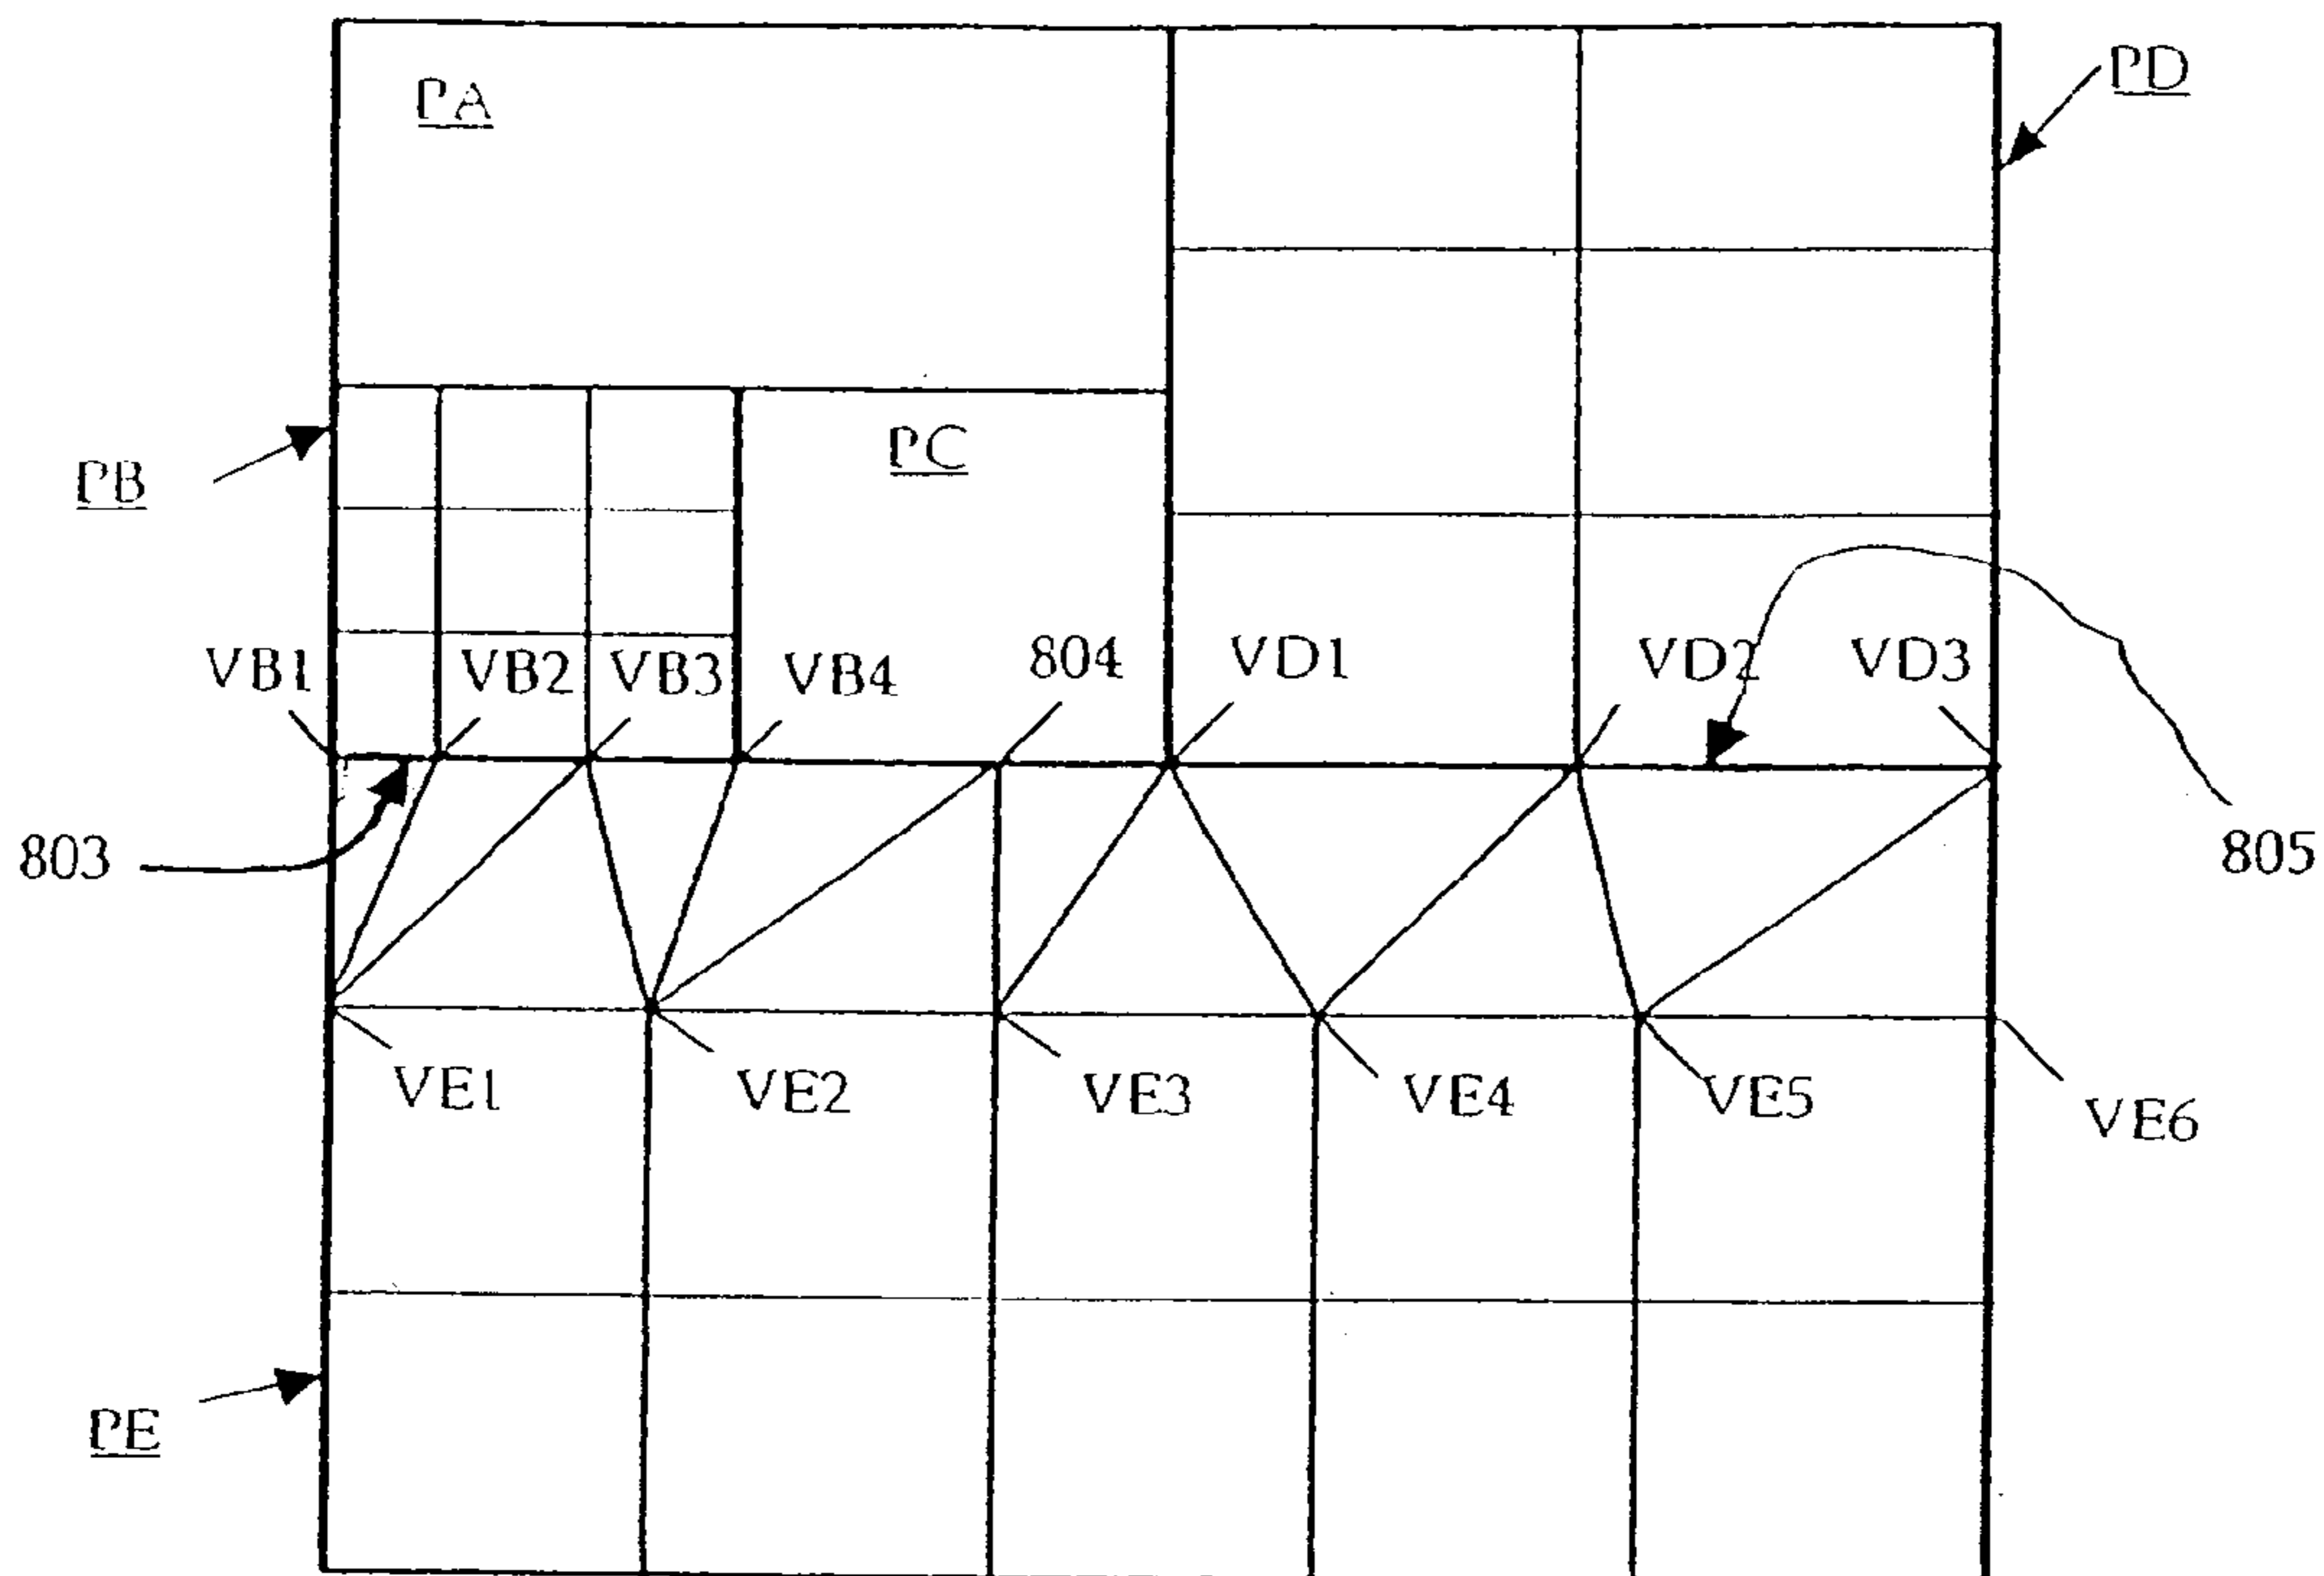 PA
PD
PC
PB
VB1
VB2
VB3
VB4
804
VD1
VD2
VD3
803
805
VE1
VE2
VE3
VE4
VE5
VE6
PE